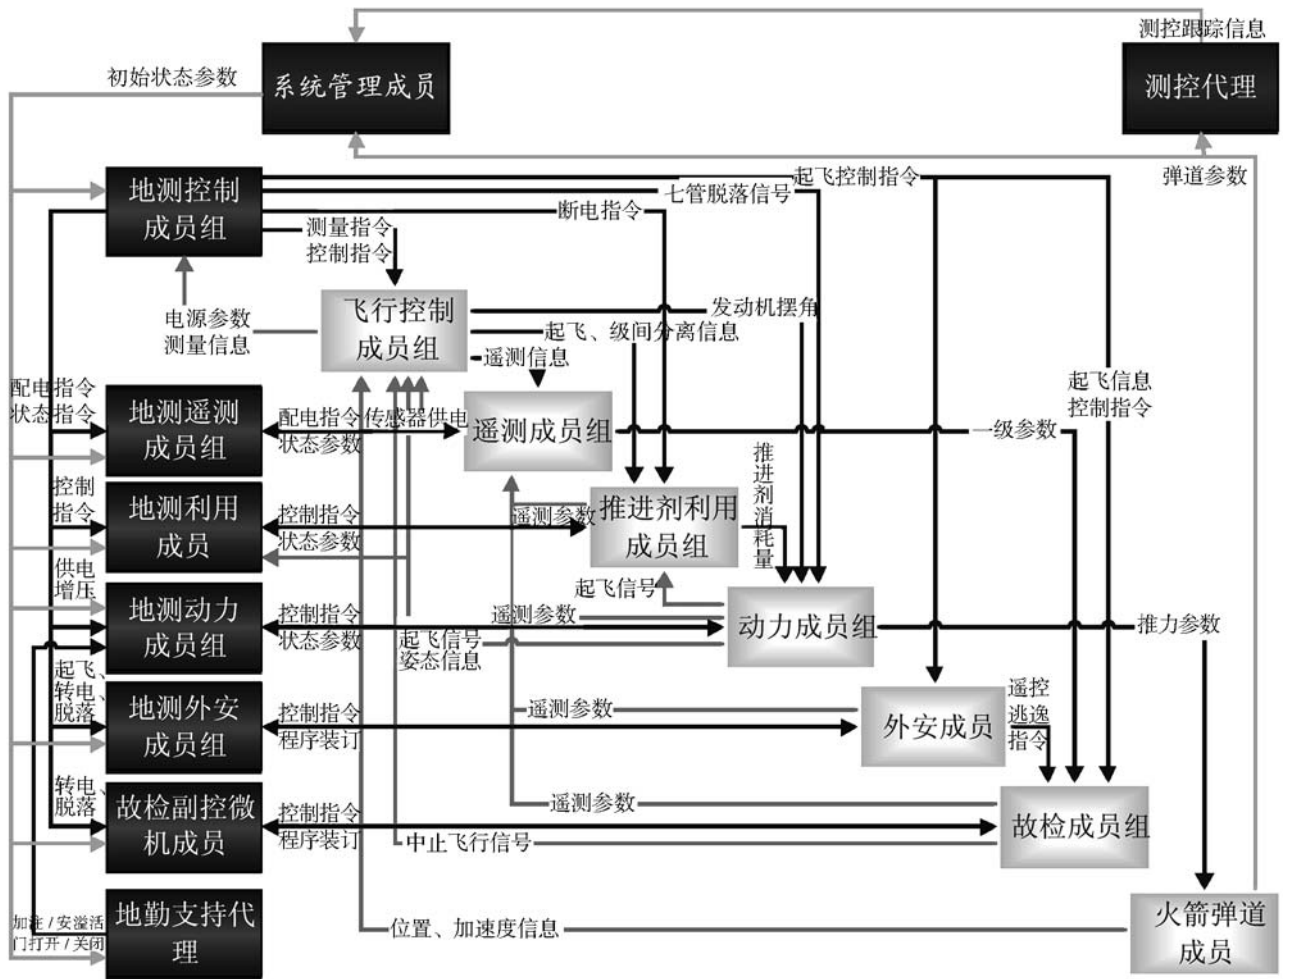 测控跟踪信息
初始状态参数
系统管理成员
测控代理
地测控制
成员组
起飞控制指令
弹道参数
七管脱落信号
断电指令
测量指令
控制指令
飞行控制
成员组
发动机摆角
电源参数
测量信息
起飞、级间分离信息
遥测信息
配电指令
状态指令
地测遥测
成员组
配电指令
状态参数
传感器供电
遥测成员组
起飞信息
控制指令
一级参数
控制
指令
地测利用
成员
控制指令
状态参数
遥测参数
推进剂利用
成员组
推进剂消耗量
供电
增压
地测动力
成员组
控制指令
状态参数
起飞信号
遥测参数
起飞信号
姿态信息
动力成员组
推力参数
起飞、
转电、
脱落
地测外安
成员组
控制指令
程序装订
遥测参数
外安成员
遥控
逃逸
指令
转电、
脱落
故检副控微
机成员
控制指令
程序装订
遥测参数
中止飞行信号
故检成员组
加注/安溢活
门打开/关闭
地勤支持代
理
位置、加速度信息
火箭弹道
成员